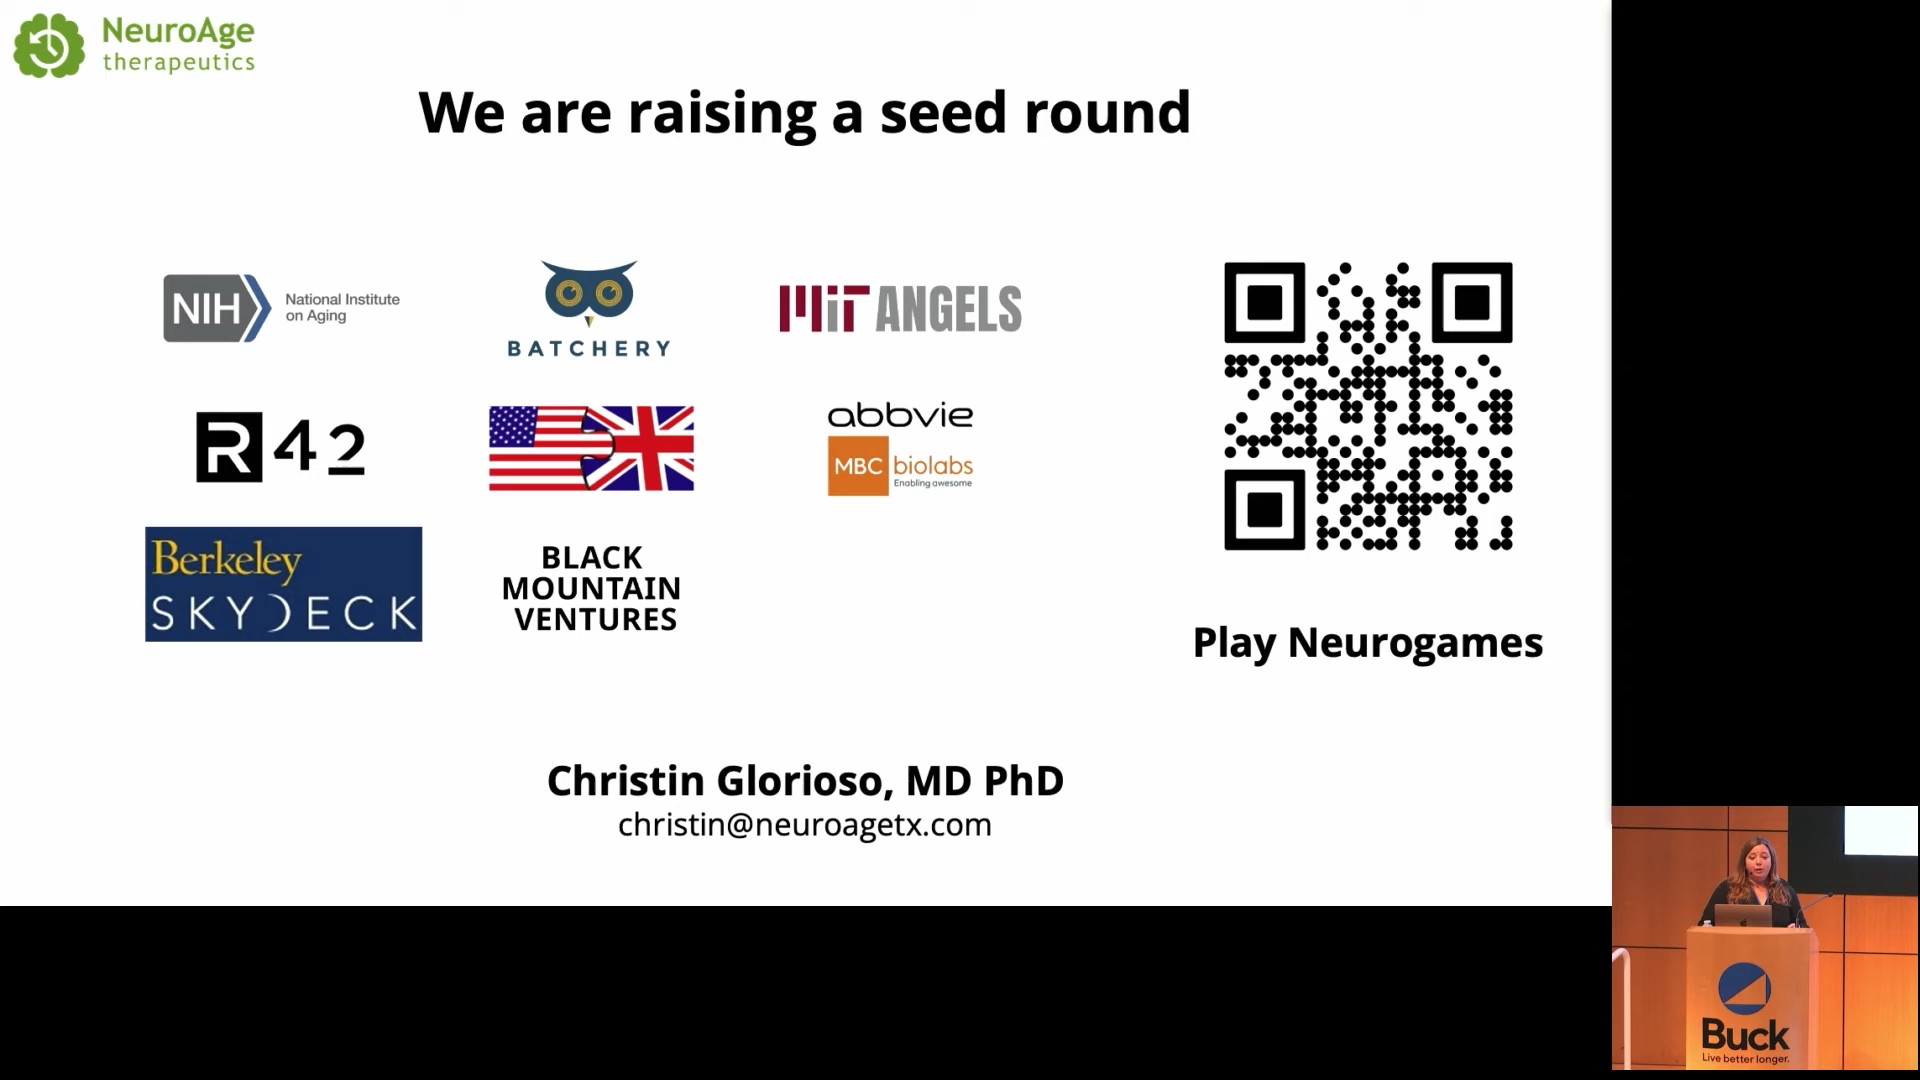 NeuroAge
therapeutics
We are raising a seed round
NIH
National Institute
on Aging
BATCHERY
MIT ANGELS
R42
abbvie
MBC biolabs
Enabling awesome
Berkeley
SKYDECK
BLACK
MOUNTAIN
VENTURES
Play Neurogames
Christin Glorioso, MD PhD
christin@neuroagetx.com
Buck
Live better longer.